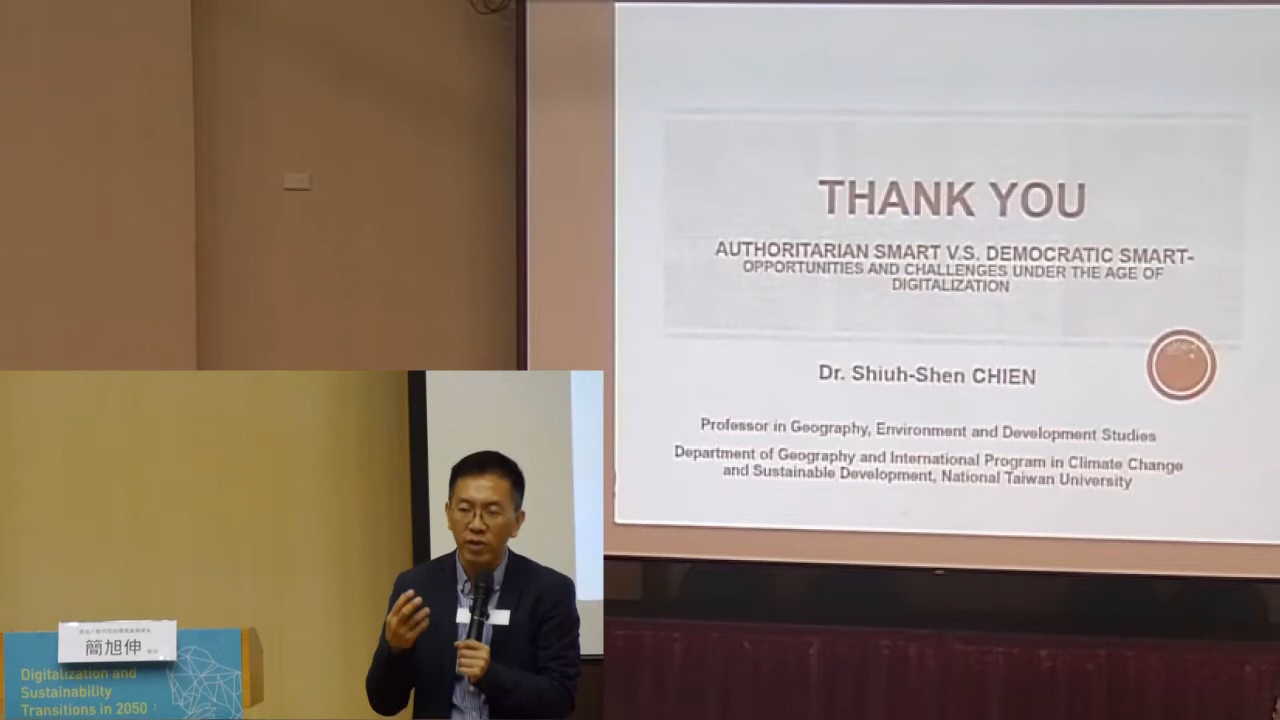 THANK YOU
AUTHORITARIAN SMART V.S. DEMOCRATIC SMART-
OPPORTUNITIES AND CHALLENGES UNDER THE AGE OF
DIGITALIZATION
Dr. Shiuh-Shen CHIEN
Professor in Geography, Environment and Development Studies
Department of Geography and International Program in Climate Change
and Sustainable Development, National Taiwan University
簡旭伸
Digitalization and
Sustainability
Transitions in 2050 :